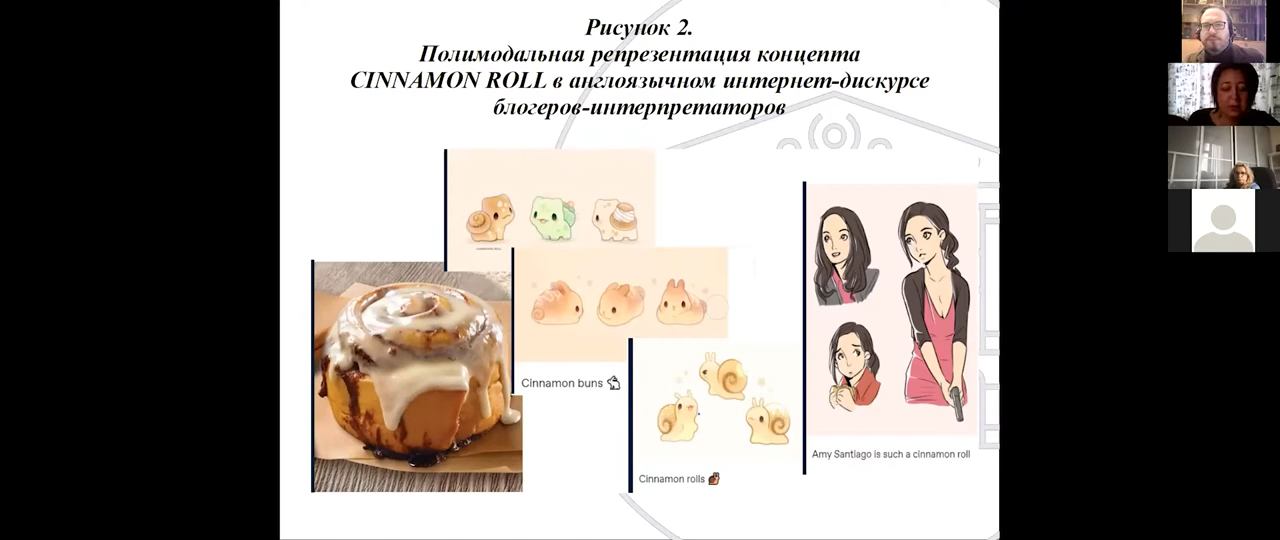 Рисунок 2.
Полимодальная репрезентация концепта
CINNAMON ROLL в англоязычном интернет-дискурсе
блогеров-интерпретаторов
Cinnamon buns
Cinnamon rolls
Amy Santiago is such a cinnamon roll